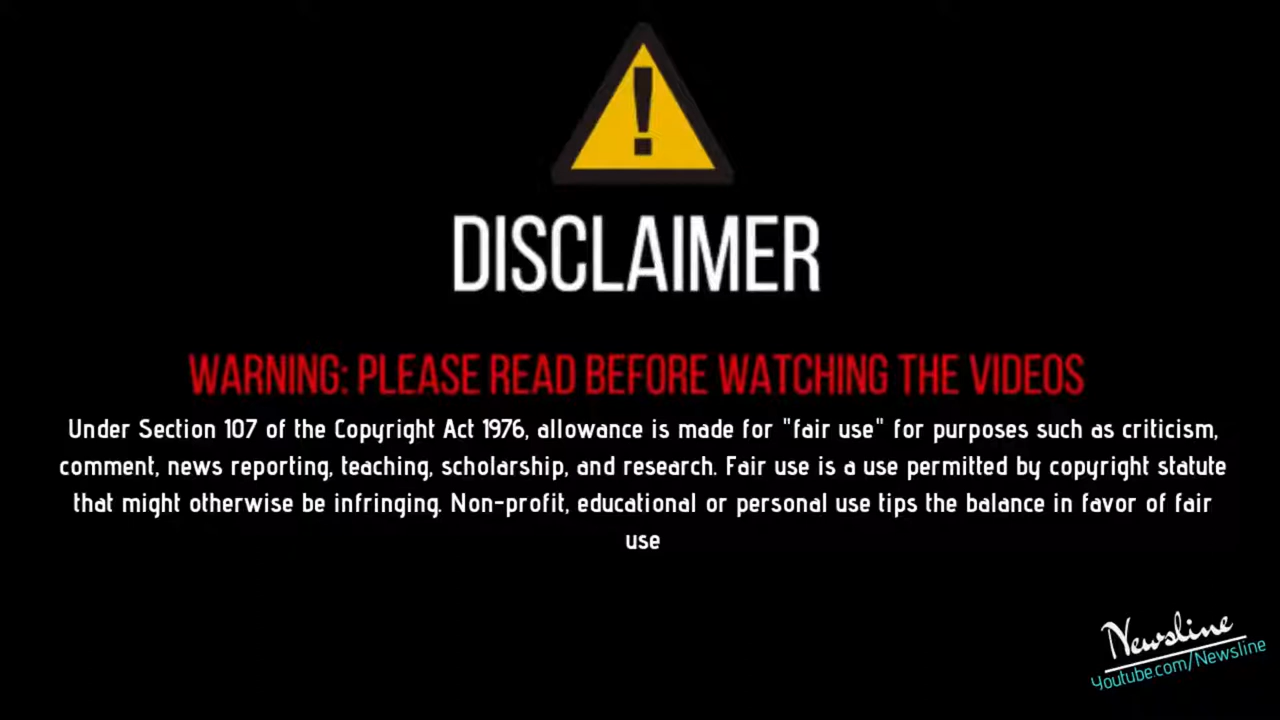 DISCLAIMER
WARNING: PLEASE READ BEFORE WATCHING THE VIDEOS
Under Section 107 of the Copyright Act 1976, allowance is made for "fair use" for purposes such as criticism,
comment, news reporting, teaching, scholarship, and research. Fair use is a use permitted by copyright statute
that might otherwise be infringing. Non-profit, educational or personal use tips the balance in favor of fair
use
Newsline
Youtube.com/Newsline